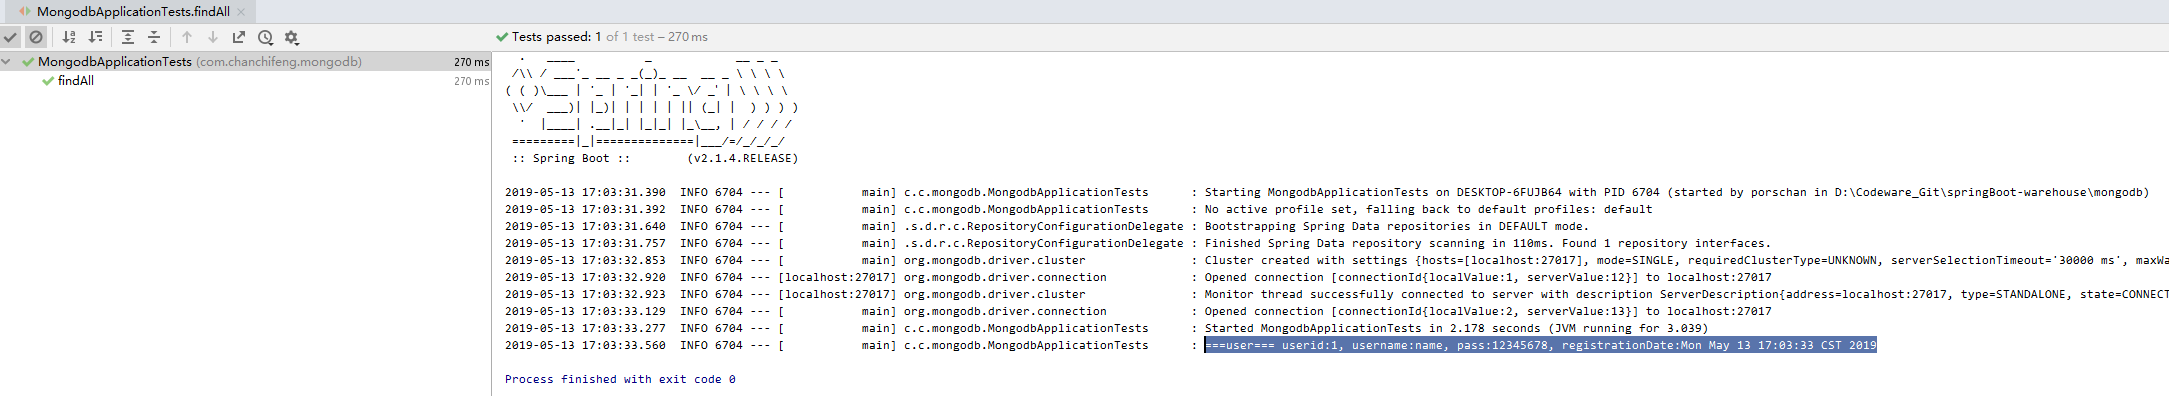 MongodbApplicationTests.findAll
Tests passed: 1 of 1 test – 270 ms
MongodbApplicationTests (com.chanchifeng.mongodb) 270 ms
findAll 270 ms
:: Spring Boot :: (v2.1.4.RELEASE)
2019-05-13 17:03:31.390 INFO 6704 --- [ main] c.c.mongodb.MongodbApplicationTests : Starting MongodbApplicationTests on DESKTOP-6FUJB64 with PID 6704 (started by porschan in D:\Codeware_Git\springBoot-warehouse\mongodb)
2019-05-13 17:03:31.392 INFO 6704 --- [ main] c.c.mongodb.MongodbApplicationTests : No active profile set, falling back to default profiles: default
2019-05-13 17:03:31.640 INFO 6704 --- [ main] .s.d.r.c.RepositoryConfigurationDelegate : Bootstrapping Spring Data repositories in DEFAULT mode.
2019-05-13 17:03:31.757 INFO 6704 --- [ main] .s.d.r.c.RepositoryConfigurationDelegate : Finished Spring Data repository scanning in 110ms. Found 1 repository interfaces.
2019-05-13 17:03:32.853 INFO 6704 --- [ main] org.mongodb.driver.cluster : Cluster created with settings {hosts=[localhost:27017], mode=SINGLE, requiredClusterType=UNKNOWN, serverSelectionTimeout='30000 ms', maxWa
2019-05-13 17:03:32.920 INFO 6704 --- [localhost:27017] org.mongodb.driver.connection : Opened connection [connectionId{localValue:1, serverValue:12}] to localhost:27017
2019-05-13 17:03:32.923 INFO 6704 --- [localhost:27017] org.mongodb.driver.cluster : Monitor thread successfully connected to server with description ServerDescription{address=localhost:27017, type=STANDALONE, state=CONNECT
2019-05-13 17:03:33.129 INFO 6704 --- [ main] org.mongodb.driver.connection : Opened connection [connectionId{localValue:2, serverValue:13}] to localhost:27017
2019-05-13 17:03:33.277 INFO 6704 --- [ main] c.c.mongodb.MongodbApplicationTests : Started MongodbApplicationTests in 2.178 seconds (JVM running for 3.039)
2019-05-13 17:03:33.560 INFO 6704 --- [ main] c.c.mongodb.MongodbApplicationTests : ===user=== userid:1, username:name, pass:12345678, registrationDate:Mon May 13 17:03:33 CST 2019
Process finished with exit code 0